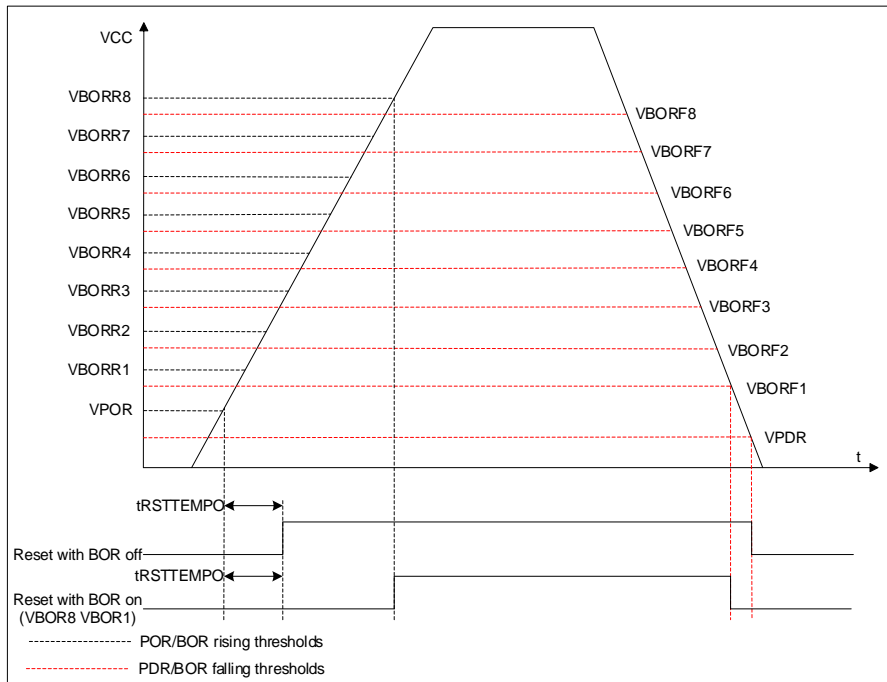 VCC
VBORR8
VBORF8
VBORR7
VBORF7
VBORR6
VBORF6
VBORR5
VBORF5
VBORR4
VBORF4
VBORR3
VBORF3
VBORR2
VBORF2
VBORR1
VBORF1
VPOR
VPDR
t
tRSTTEMPO
Reset with BOR off
tRSTTEMPO
Reset with BOR on
(VBOR8 VBOR1)
POR/BOR rising thresholds
PDR/BOR falling thresholds